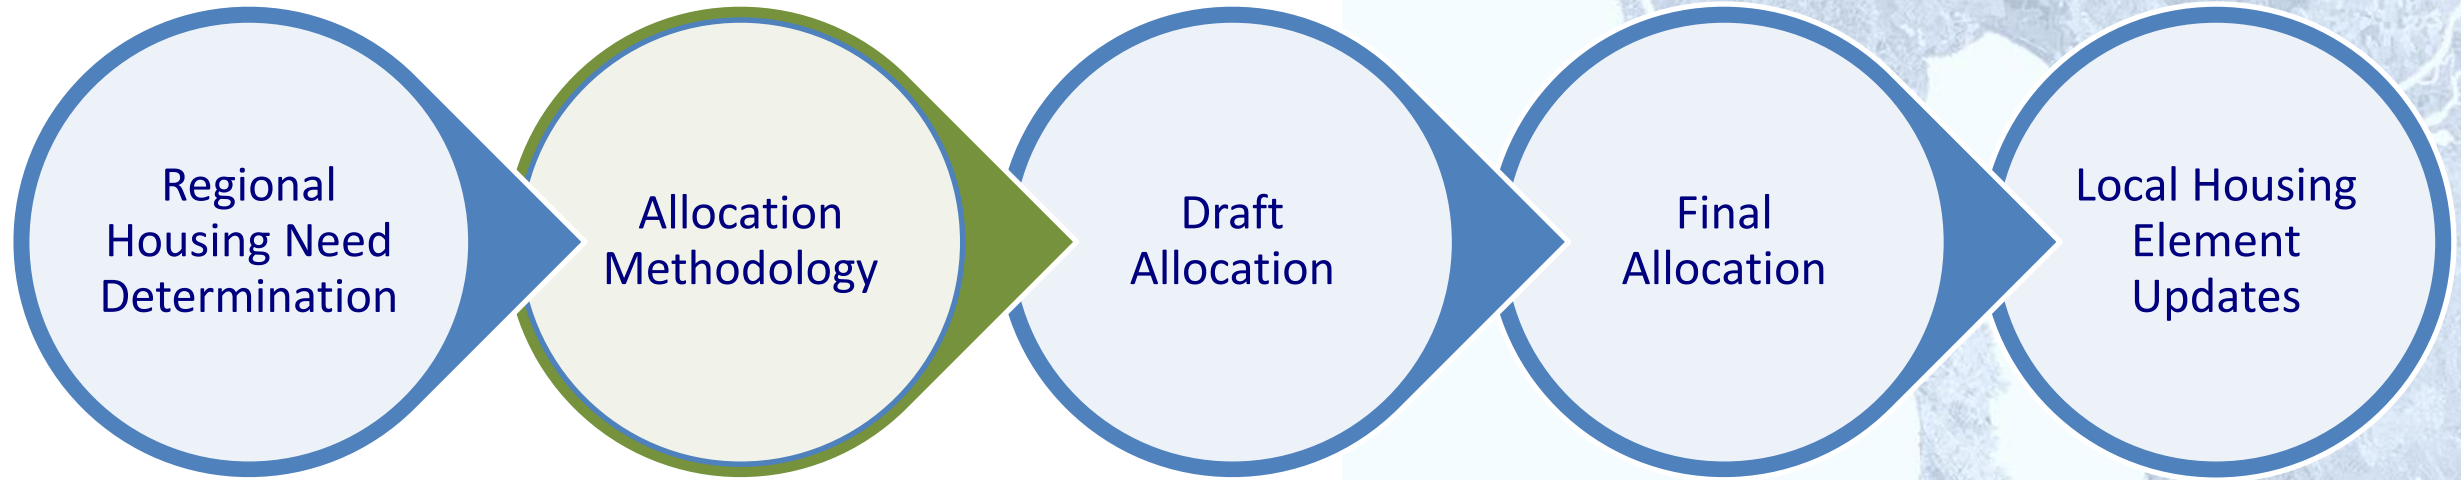 Regional
Housing Need
Determination
Allocation
Methodology
Draft
Allocation
Final
Allocation
Local Housing
Element
Updates